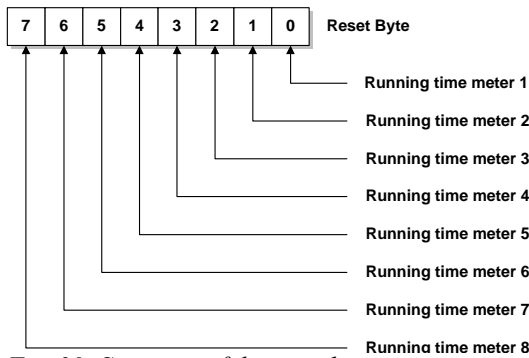 7 6 5 4 3 2 1 0 Reset Byte
Running time meter 1
Running time meter 2
Running time meter 3
Running time meter 4
Running time meter 5
Running time meter 6
Running time meter 7
Running time meter 8